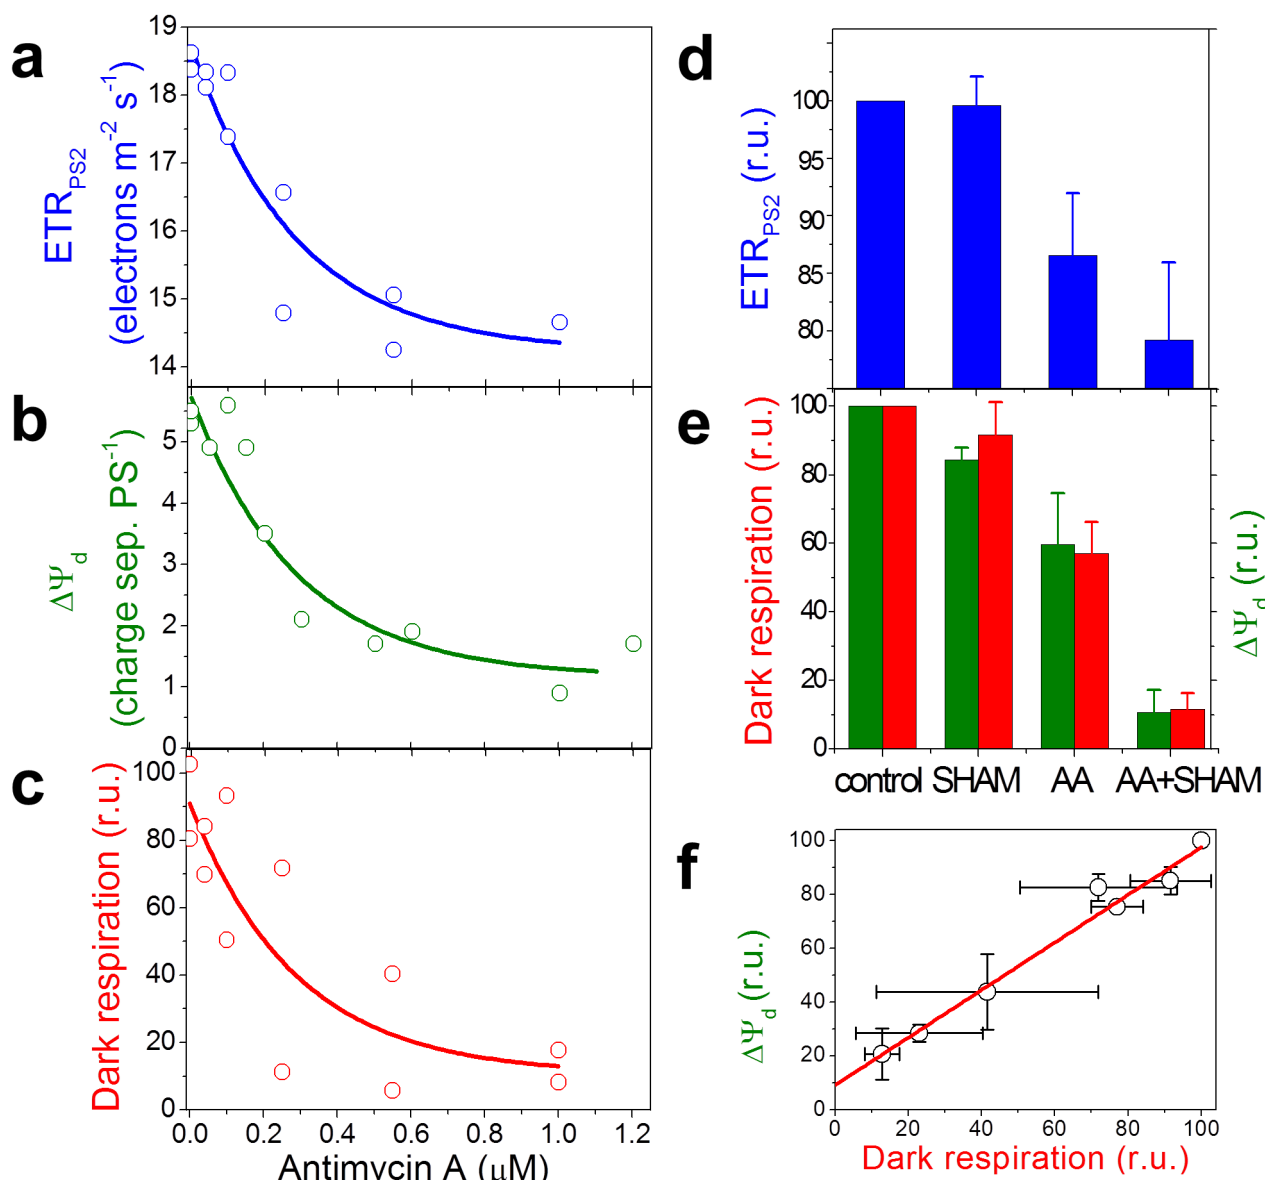 a
19
18
17
16
15
14
ETR_PS2
(electrons m^-2 s^-1)
b
5
4
3
2
1
0
ΔΨ_d
(charge sep. PS^-1)
c
100
80
60
40
20
0
Dark respiration (r.u.)
0.0 0.2 0.4 0.6 0.8 1.0 1.2
Antimycin A (μM)
d
100
95
90
85
80
ETR_PS2 (r.u.)
e
100
80
60
40
20
0
Dark respiration (r.u.)
ΔΨ_d (r.u.)
control SHAM AA AA+SHAM
f
100
80
60
40
20
0
ΔΨ_d (r.u.)
0 20 40 60 80 100
Dark respiration (r.u.)